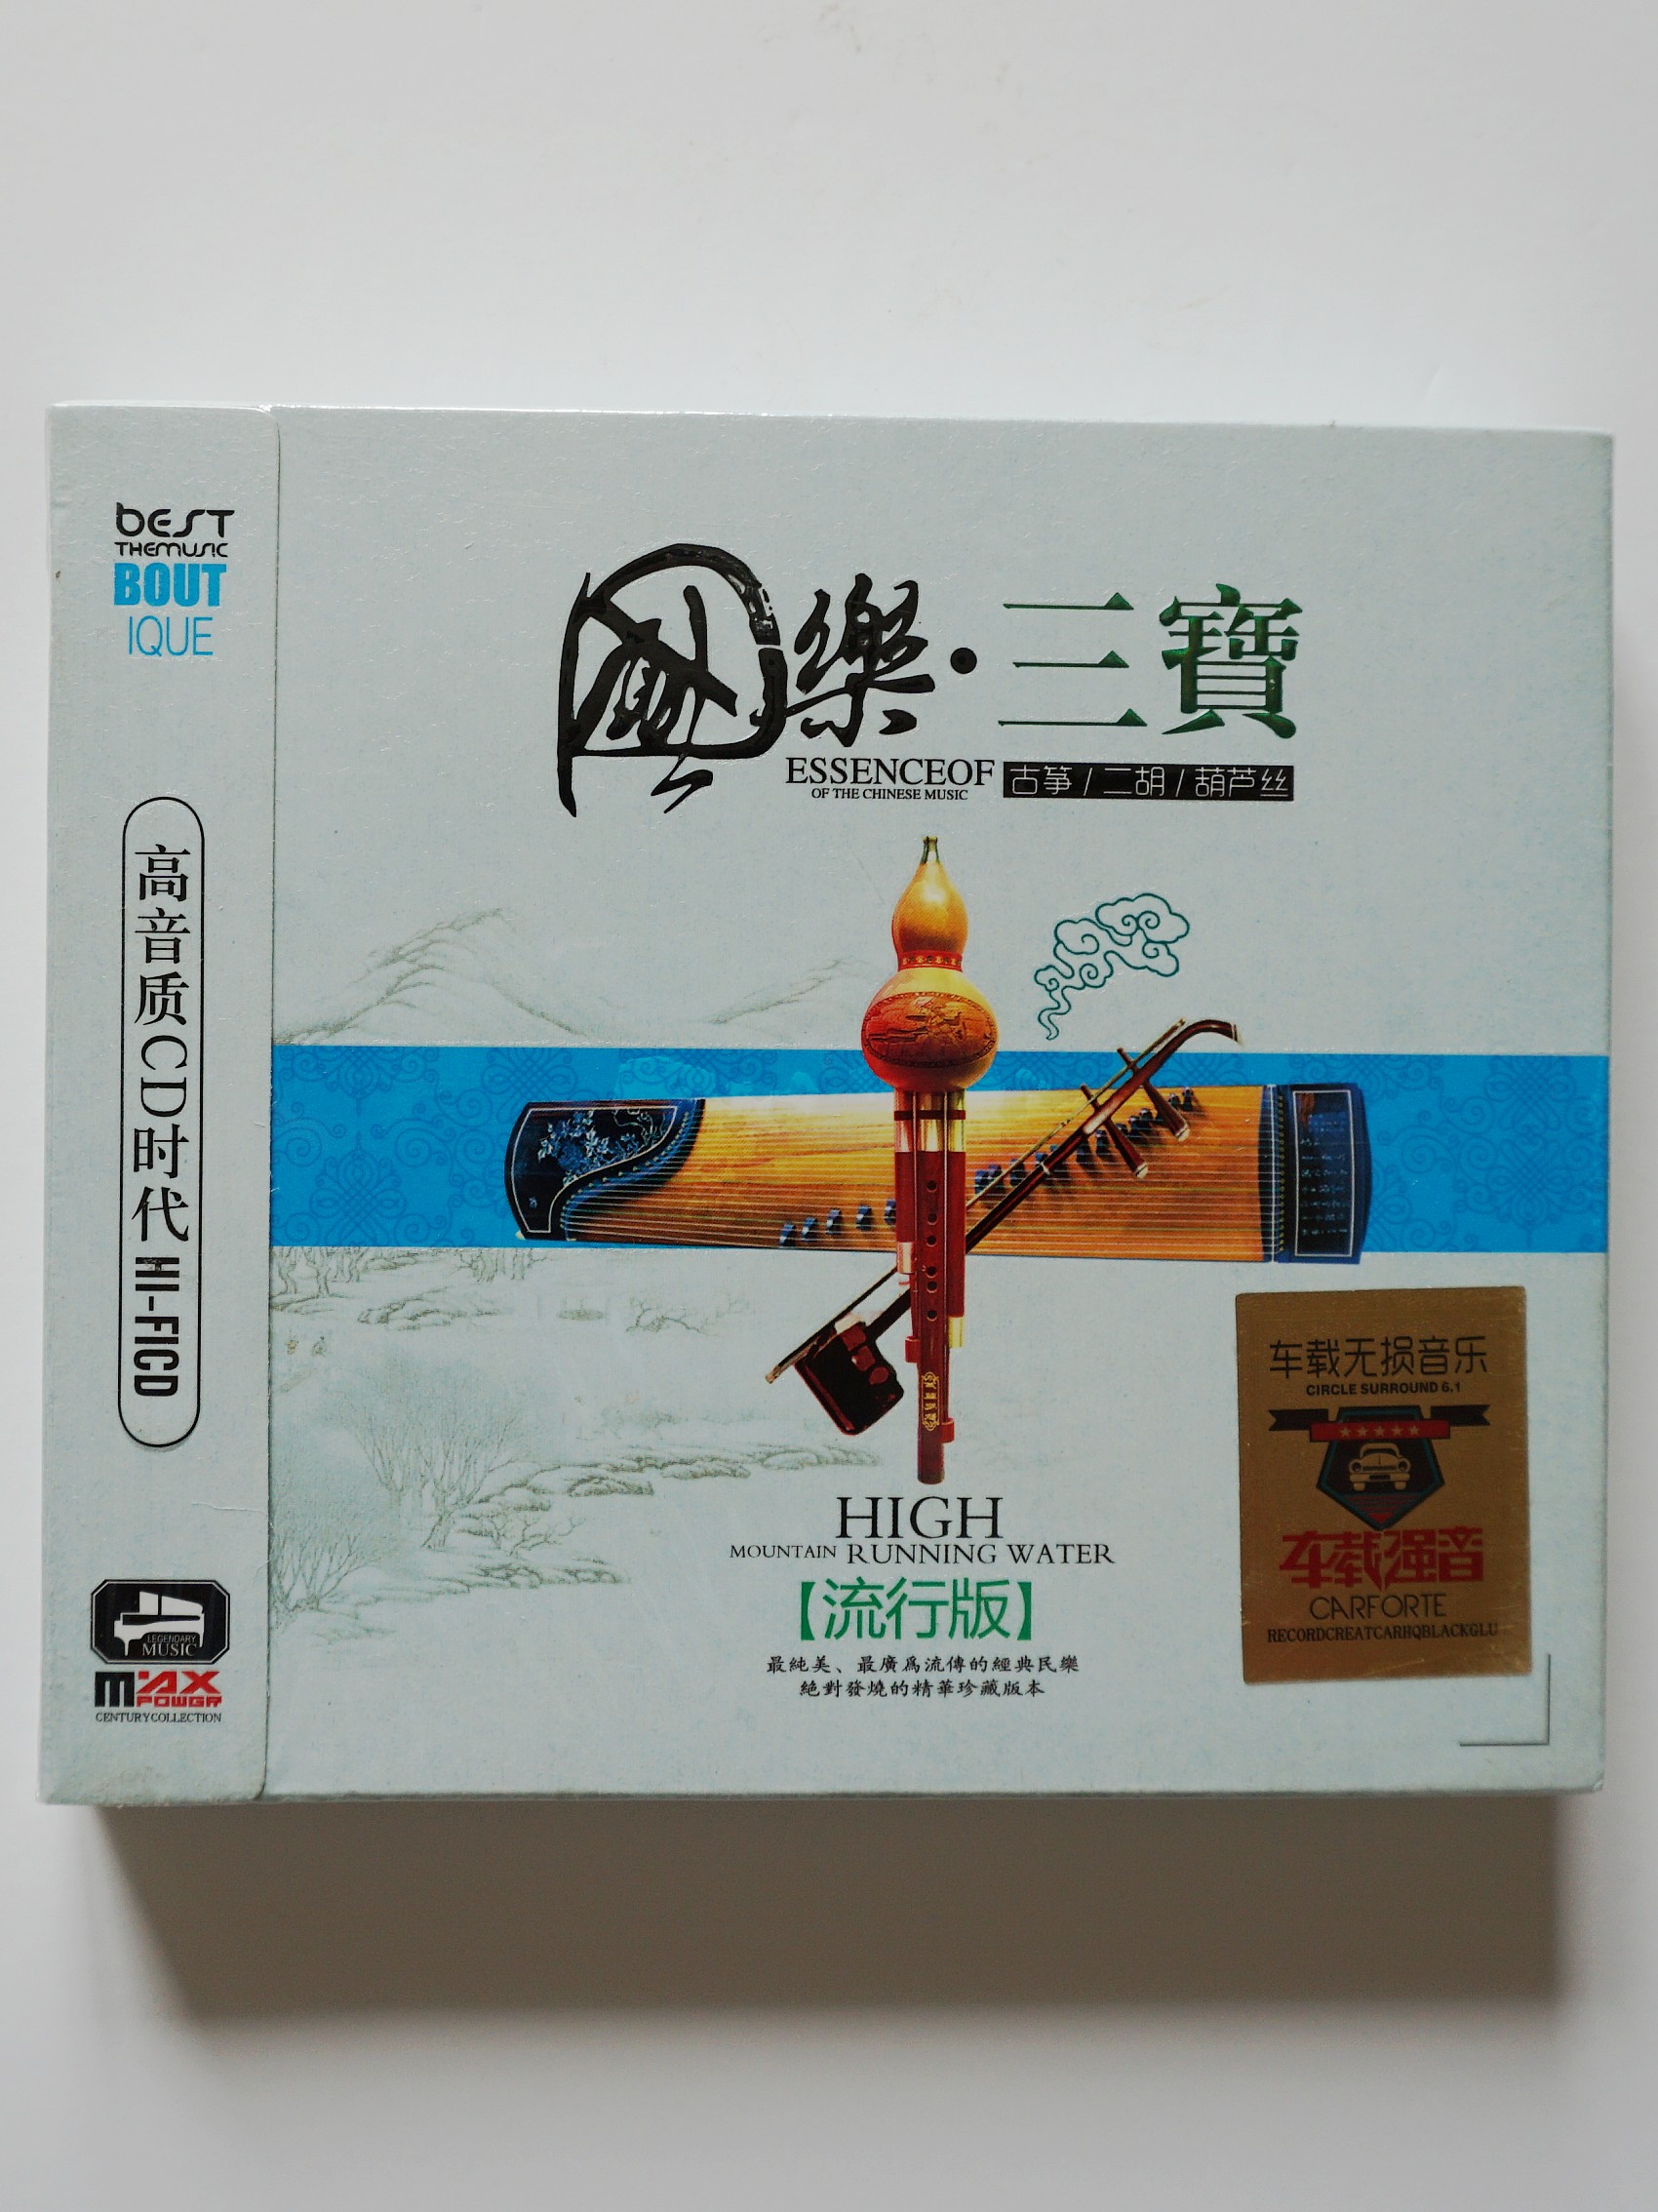 beST
THEMUSIC
BOUT
IQUE
高音质CD时代 HI-FICD
LEGENDARY
MUSIC
M'AX
POWGR
CENTURYCOLLECTION
國樂·三寶
ESSENCEOF
OF THE CHINESE MUSIC
古筝/二胡/葫芦丝
HIGH
MOUNTAIN RUNNING WATER
【流行版】
最純美、最廣爲流傳的經典民樂
絕對發燒的精華珍藏版本
车载无损音乐
CIRCLE SURROUND 6.1
车载强音
CARFORTE
RECORDCREATCARHQBLACKGLU